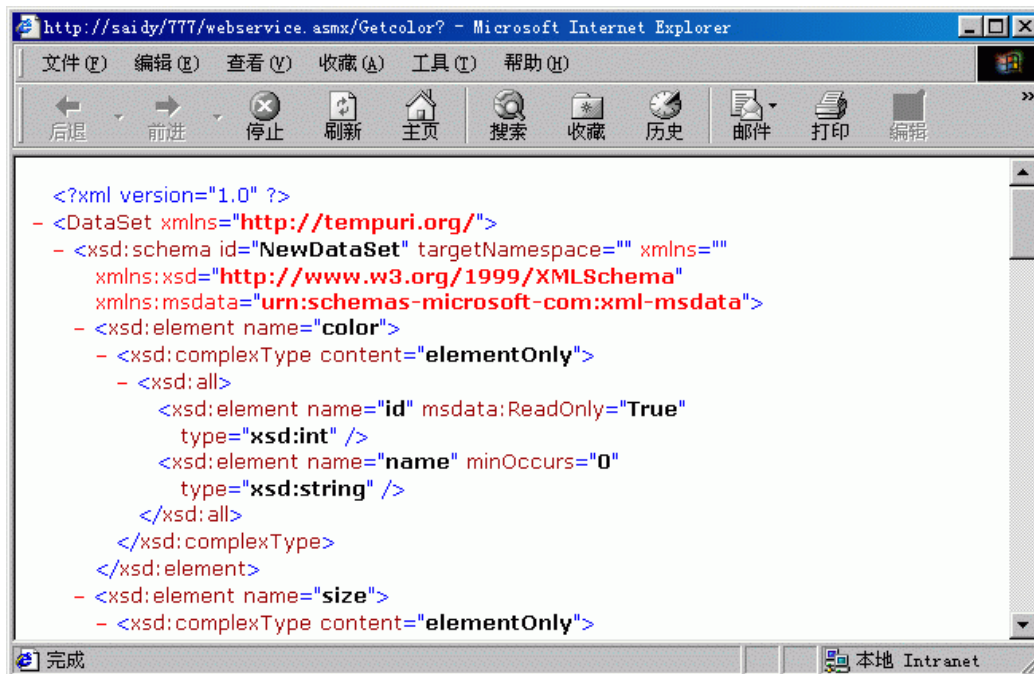 http://saidy/777/webservice.asmx/Getcolor? - Microsoft Internet Explorer
文件(F) 编辑(E) 查看(V) 收藏(A) 工具(T) 帮助(H)
后退 前进 停止 刷新 主页 搜索 收藏 历史 邮件 打印 编辑
<?xml version="1.0" ?>
- <DataSet xmlns="http://tempuri.org/">
- <xsd:schema id="NewDataSet" targetNamespace="" xmlns=""
xmlns:xsd="http://www.w3.org/1999/XMLSchema"
xmlns:msdata="urn:schemas-microsoft-com:xml-msdata">
- <xsd:element name="color">
- <xsd:complexType content="elementOnly">
- <xsd:all>
<xsd:element name="id" msdata:ReadOnly="True"
type="xsd:int" />
<xsd:element name="name" minOccurs="0"
type="xsd:string" />
</xsd:all>
</xsd:complexType>
</xsd:element>
- <xsd:element name="size">
- <xsd:complexType content="elementOnly">
完成 本地 Intranet